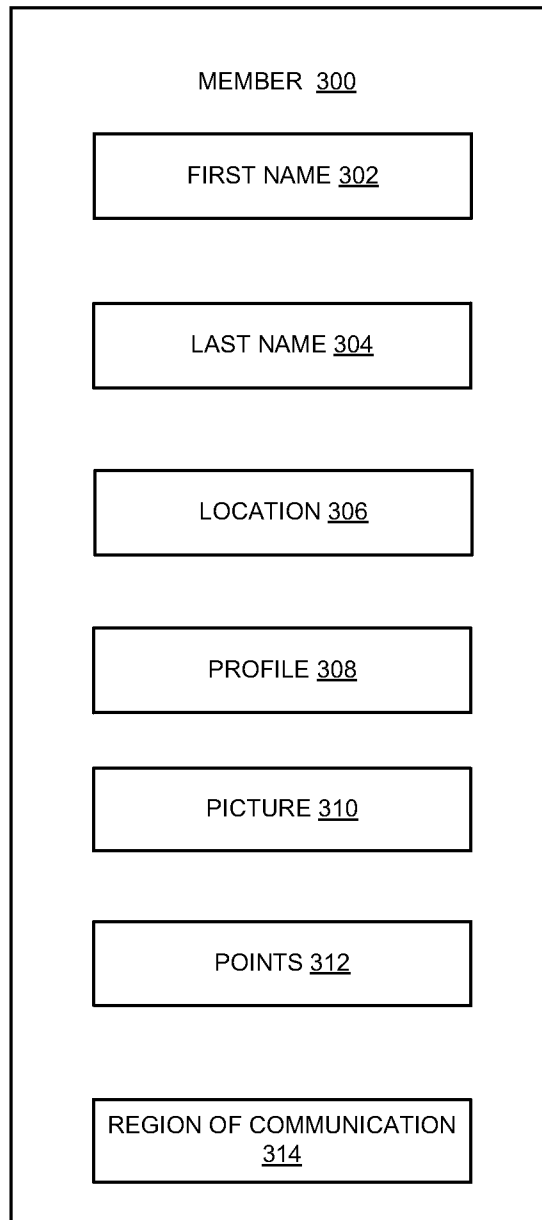 MEMBER 300
FIRST NAME 302
LAST NAME 304
LOCATION 306
PROFILE 308
PICTURE 310
POINTS 312
REGION OF COMMUNICATION
314